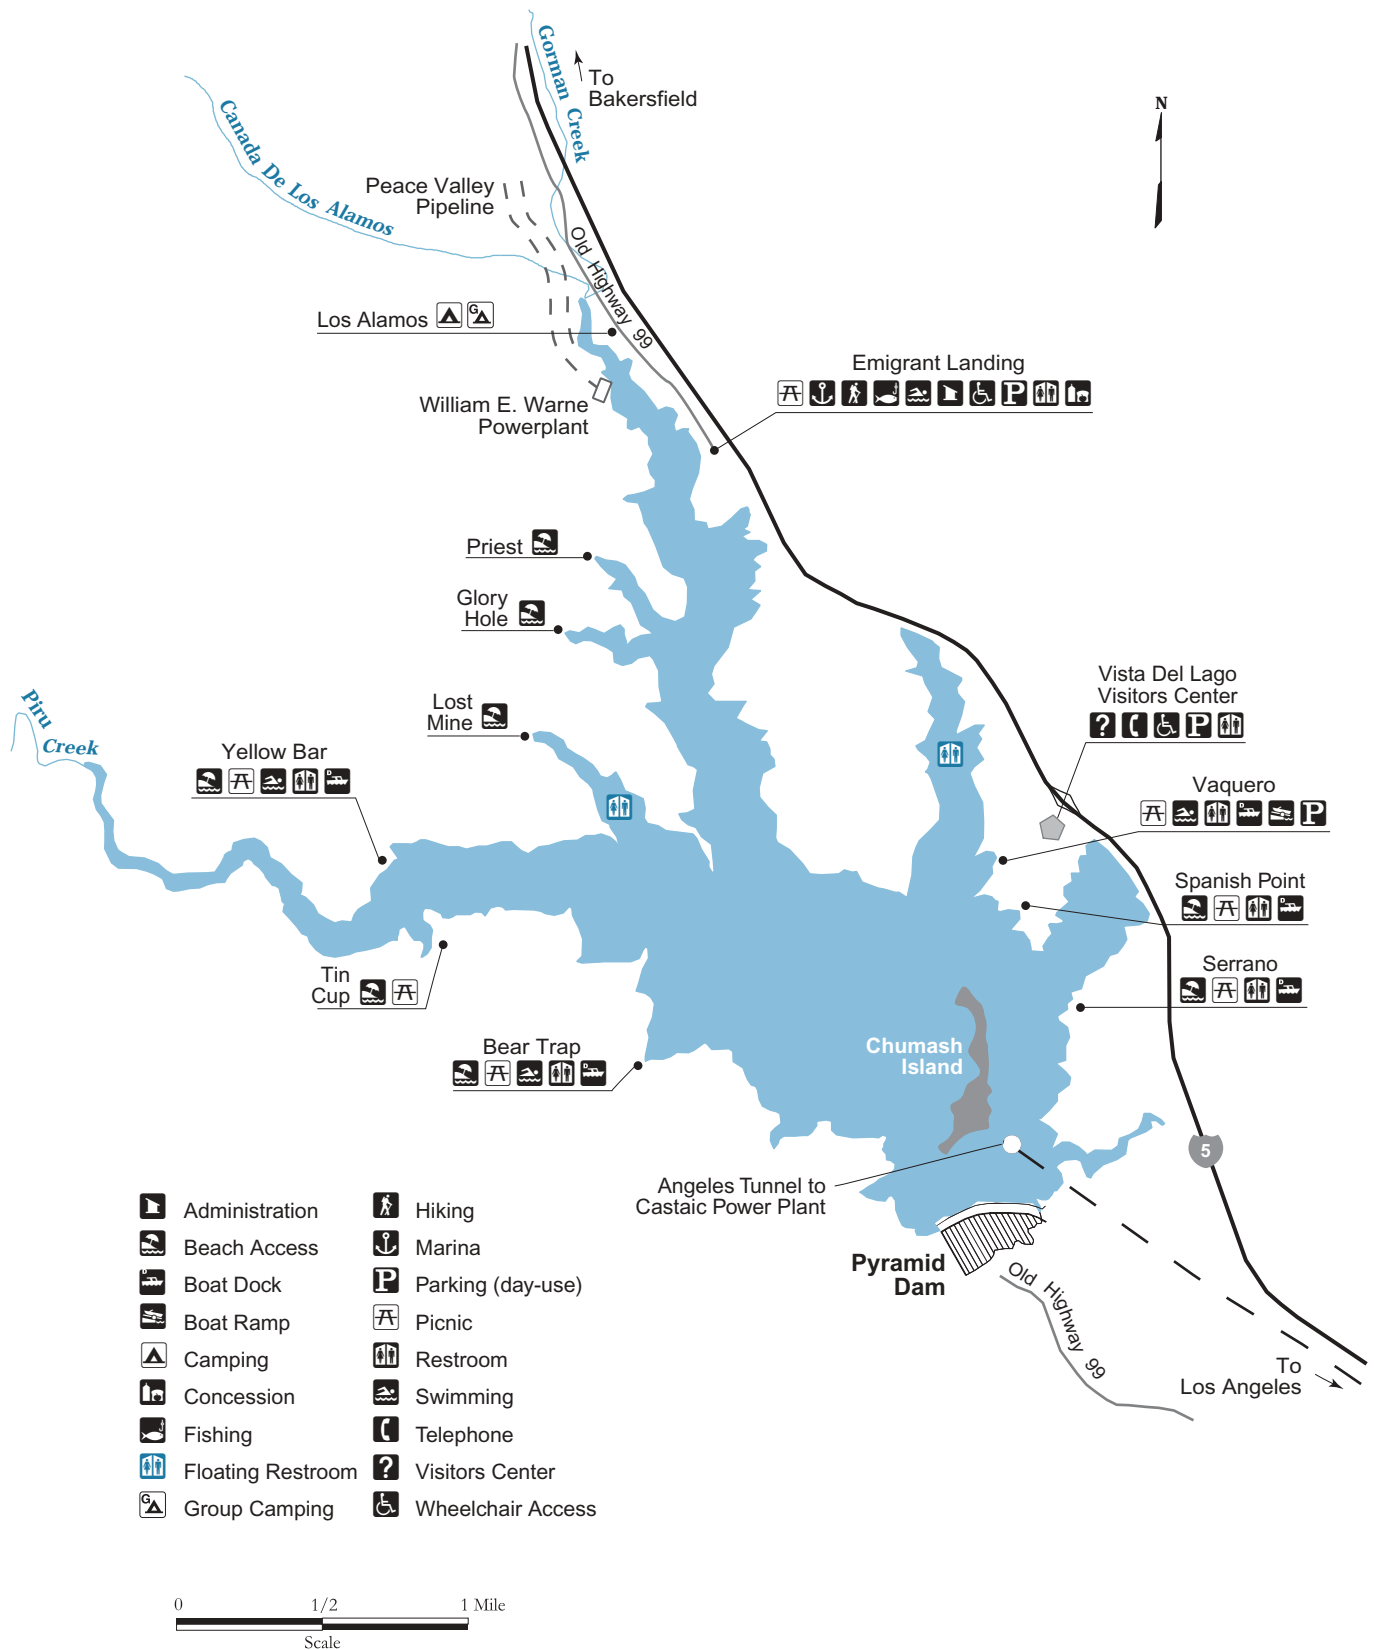 Gorman Creek
To
Bakersfield
N
Canada De Los Alamos
Peace Valley
Pipeline
Old Highway 99
Los Alamos
G
Emigrant Landing
P
William E. Warne
Powerplant
Priest
Glory
Hole
Vista Del Lago
Visitors Center
? P
Lost
Mine
Piru
Creek
Yellow Bar
D
Vaquero
D P
Spanish Point
D
Tin
Cup
Serrano
D
Chumash
Island
Bear Trap
D
5
Angeles Tunnel to
Castaic Power Plant
Pyramid
Dam
Old Highway 99
To
Los Angeles
Administration
Beach Access
D Boat Dock
Boat Ramp
Camping
Concession
Fishing
Floating Restroom
G Group Camping
Hiking
Marina
P Parking (day-use)
Picnic
Restroom
Swimming
Telephone
? Visitors Center
Wheelchair Access
0 1/2 1 Mile
Scale